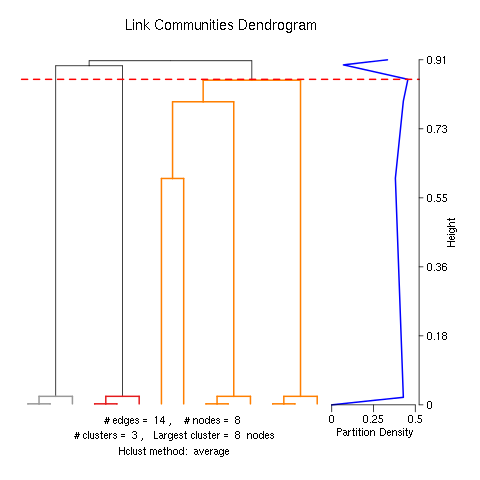 Link Communities Dendrogram
0.91
0.73
0.55
0.36
0.18
0
Height
0 0.25 0.5
Partition Density
# edges = 14 , # nodes = 8
# clusters = 3 , Largest cluster = 8 nodes
Hclust method: average